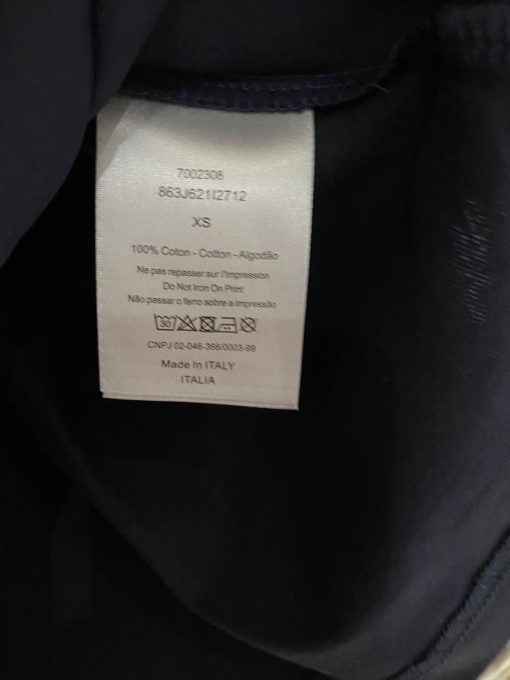 7002308
863J621I2712
XS
100% Coton - Cotton - Algodão
Ne pas repasser sur l'Impression
Do Not Iron On Print
Não passar o ferro sobre a impressão
30
CNPJ 02-046-386/0003-99
Made In ITALY
ITALIA